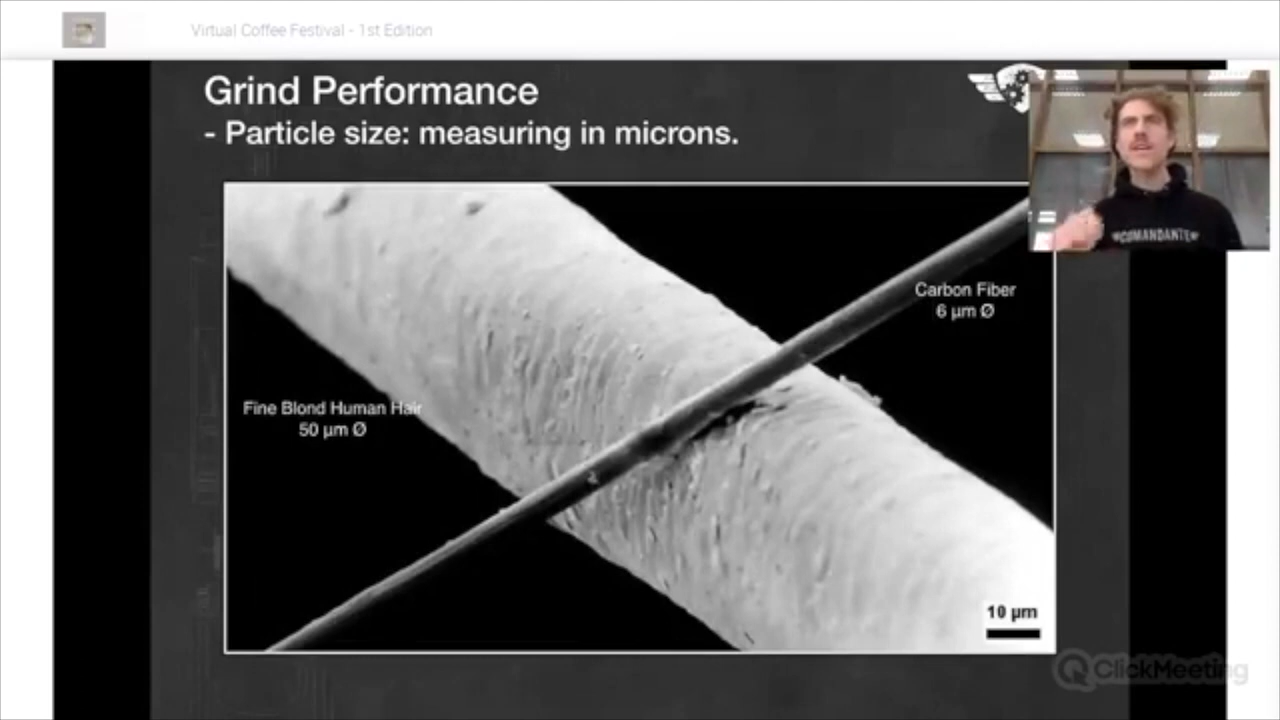 Virtual Coffee Festival - 1st Edition
Grind Performance
- Particle size: measuring in microns.
COMANDANTE
Carbon Fiber
6 µm Ø
Fine Blond Human Hair
50 µm Ø
10 µm
ClickMeeting